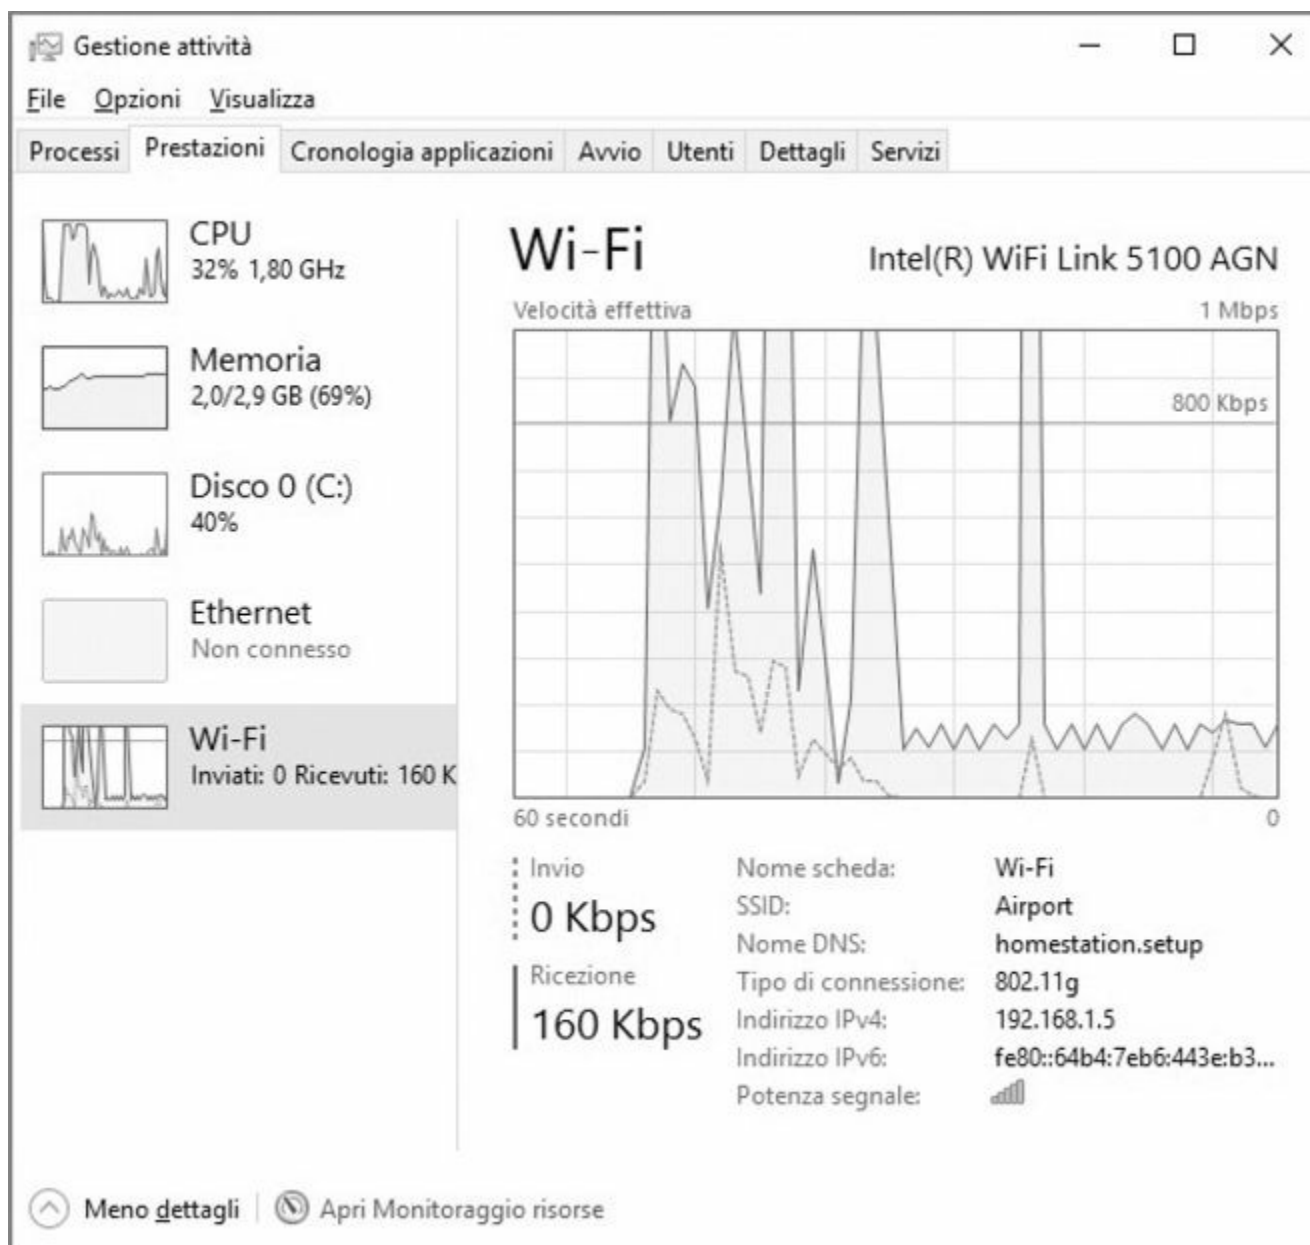 Gestione attività
File Opzioni Visualizza
Processi Prestazioni Cronologia applicazioni Avvio Utenti Dettagli Servizi
CPU
32% 1,80 GHz
Memoria
2,0/2,9 GB (69%)
Disco 0 (C:)
40%
Ethernet
Non connesso
Wi-Fi
Inviati: 0 Ricevuti: 160 K
Wi-Fi Intel(R) WiFi Link 5100 AGN
Velocità effettiva 1 Mbps
800 Kbps
60 secondi 0
Invio
0 Kbps
Ricezione
160 Kbps
Nome scheda: Wi-Fi
SSID: Airport
Nome DNS: homestation.setup
Tipo di connessione: 802.11g
Indirizzo IPv4: 192.168.1.5
Indirizzo IPv6: fe80::64b4:7eb6:443e:b3...
Potenza segnale:
Meno dettagli Apri Monitoraggio risorse